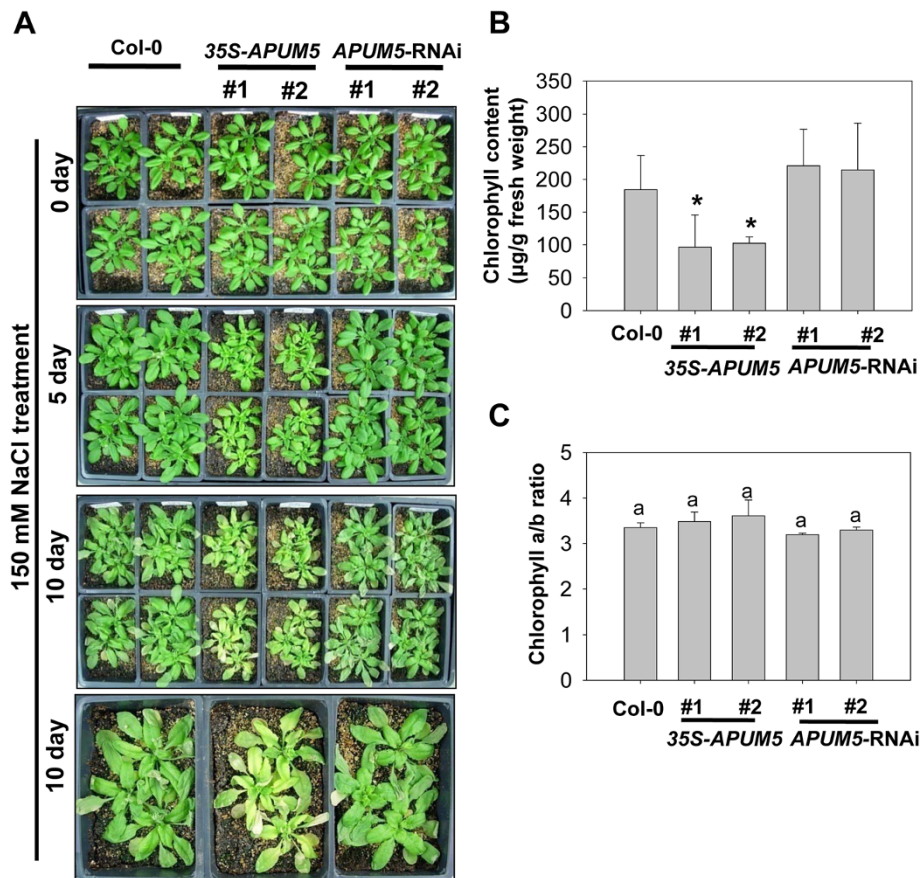 A
Col-0 35S-APUM5 APUM5-RNAi
#1 #2 #1 #2
150 mM NaCl treatment
0 day
5 day
10 day
10 day
B
Chlorophyll content
(µg/g fresh weight)
350
300
250
200
150
100
50
0
* *
Col-0 #1 #2 #1 #2
35S-APUM5 APUM5-RNAi
C
Chlorophyll a/b ratio
5
4
3
2
1
0
a a a a a
Col-0 #1 #2 #1 #2
35S-APUM5 APUM5-RNAi